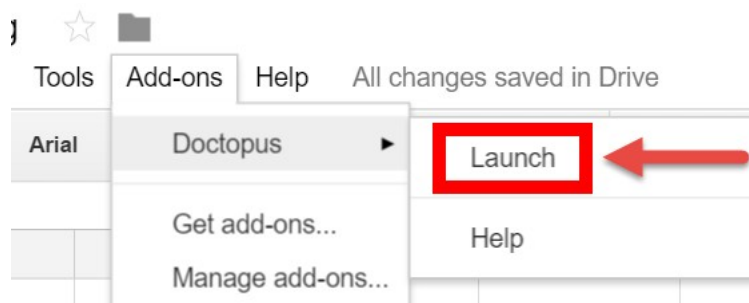 Tools Add-ons Help All changes saved in Drive
Arial Doctopus Launch
Get add-ons... Help
Manage add-ons...